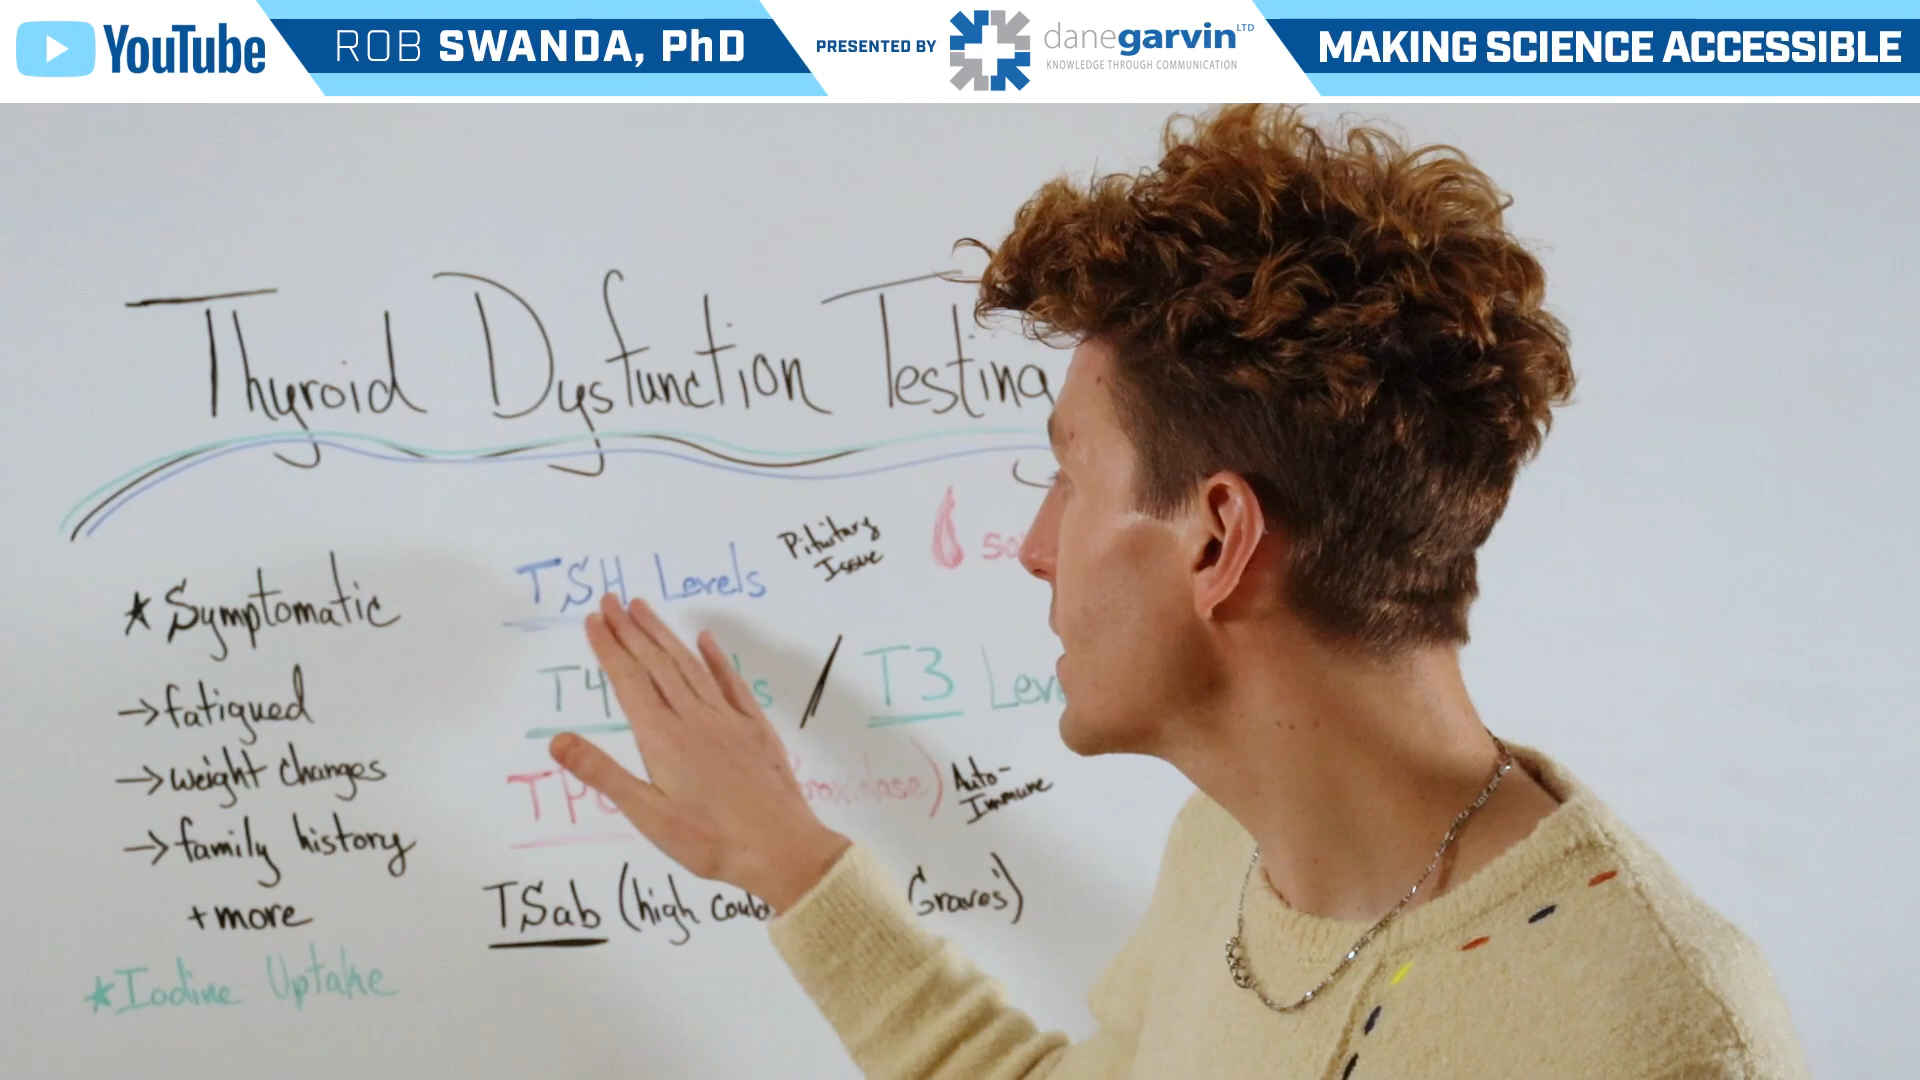 YouTube
ROB SWANDA, PhD
PRESENTED BY
danegarvin LTD
KNOWLEDGE THROUGH COMMUNICATION
MAKING SCIENCE ACCESSIBLE
Thyroid Dysfunction Testing
★ Symptomatic
→ fatigued
→ weight changes
→ family history
+ more
★ Iodine Uptake
TSH Levels
Pituitary
Issue
T4 / T3
Auto-
Immune
TSab (high Graves')